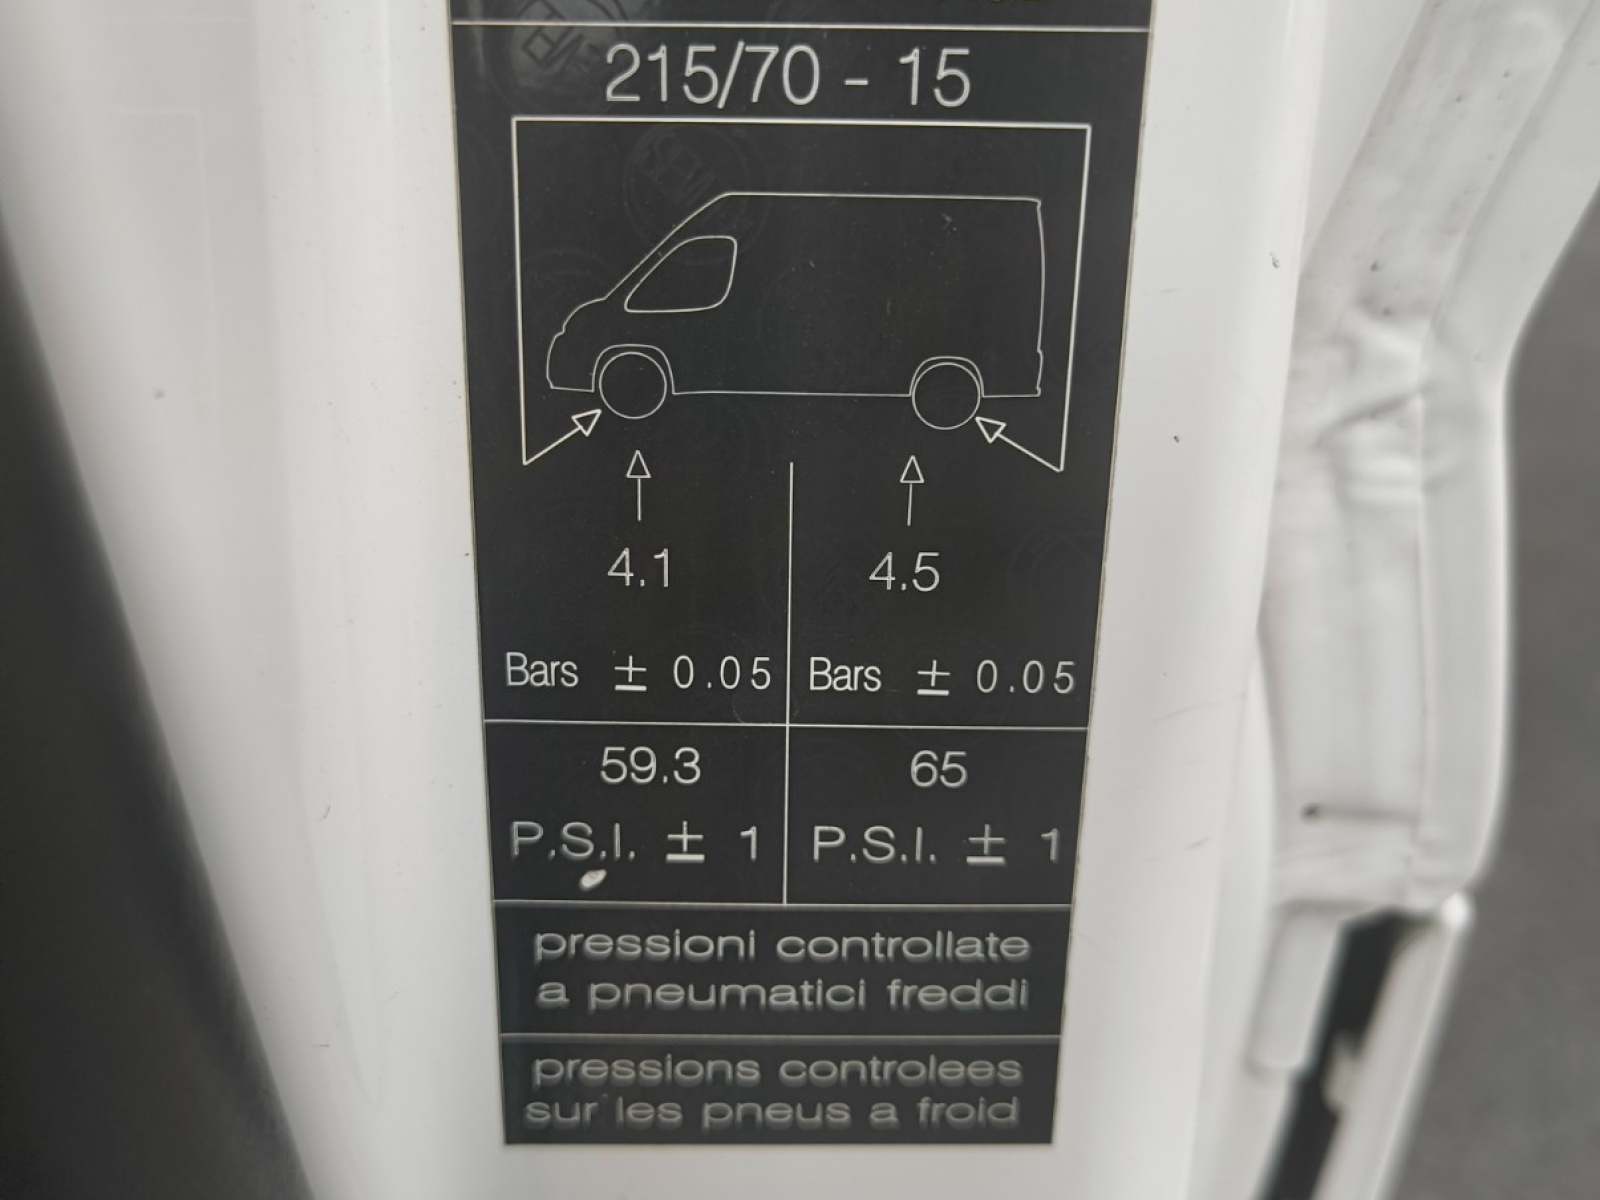 215/70 - 15
4.1 4.5
Bars ± 0.05 Bars ± 0.05
59.3 65
P.S.I. ± 1 P.S.I. ± 1
pressioni controllate
a pneumatici freddi
pressions controlees
sur les pneus a froid